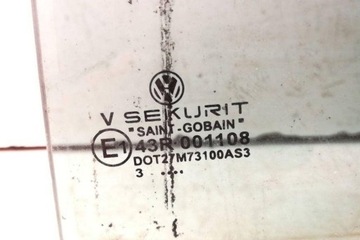 V SEKURIT
"SAINT-GOBAIN"
E1 43R-001108
DOT27M73100AS3
3